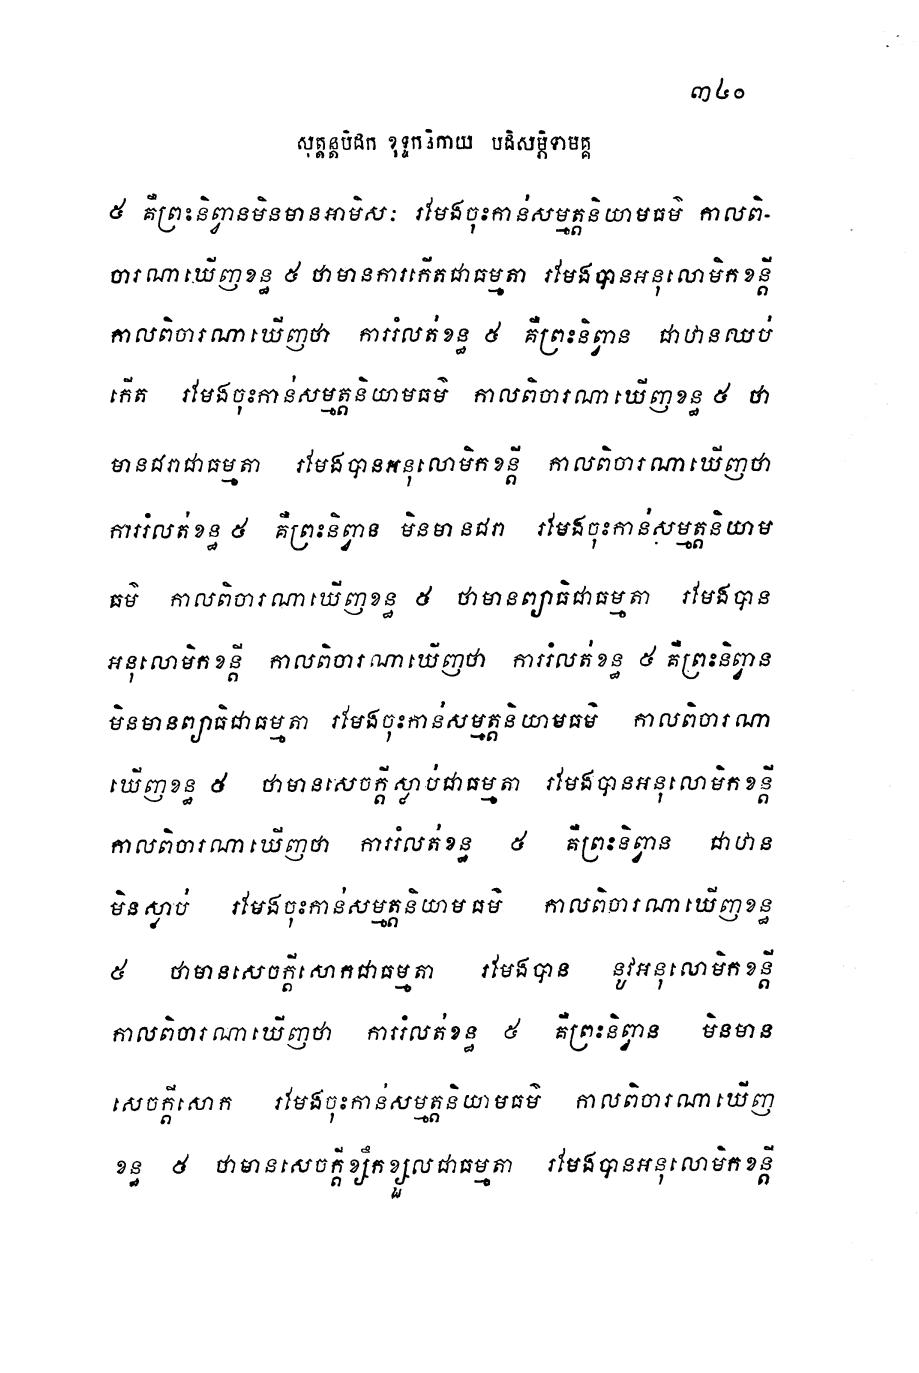 ៣៤០
សុត្តន្តបិដក ខុទ្ទកនិកាយ បដិសម្ភិទាមគ្គ
៥ គឺព្រះនិព្វានមិនមានអាមិសៈ រមែងចុះកាន់សម្មត្តនិយាមធម៌ កាលពិ-
ចារណាឃើញខន្ធ ៥ ថាមានការកើតជាធម្មតា រមែងបានអនុលោមិកខន្តី
កាលពិចារណាឃើញថា ការរំលត់ខន្ធ ៥ គឺព្រះនិព្វាន ជាឋានឈប់
កើត រមែងចុះកាន់សម្មត្តនិយាមធម៌ កាលពិចារណាឃើញខន្ធ ៥ ថា
មានជរាជាធម្មតា រមែងបានអនុលោមិកខន្តី កាលពិចារណាឃើញថា
ការរំលត់ខន្ធ ៥ គឺព្រះនិព្វាន មិនមានជរា រមែងចុះកាន់សម្មត្តនិយាម
ធម៌ កាលពិចារណាឃើញខន្ធ ៥ ថាមានព្យាធិជាធម្មតា រមែងបាន
អនុលោមិកខន្តី កាលពិចារណាឃើញថា ការរំលត់ខន្ធ ៥ គឺព្រះនិព្វាន
មិនមានព្យាធិជាធម្មតា រមែងចុះកាន់សម្មត្តនិយាមធម៌ កាលពិចារណា
ឃើញខន្ធ ៥ ថាមានសេចក្តីស្លាប់ជាធម្មតា រមែងបានអនុលោមិកខន្តី
កាលពិចារណាឃើញថា ការរំលត់ខន្ធ ៥ គឺព្រះនិព្វាន ជាឋាន
មិនស្លាប់ រមែងចុះកាន់សម្មត្តនិយាមធម៌ កាលពិចារណាឃើញខន្ធ
៥ ថាមានសេចក្តីសោកជាធម្មតា រមែងបាន នូវអនុលោមិកខន្តី
កាលពិចារណាឃើញថា ការរំលត់ខន្ធ ៥ គឺព្រះនិព្វាន មិនមាន
សេចក្តីសោក រមែងចុះកាន់សម្មត្តនិយាមធម៌ កាលពិចារណាឃើញ
ខន្ធ ៥ ថាមានសេចក្តីខ្សឹកខ្សួលជាធម្មតា រមែងបានអនុលោមិកខន្តី